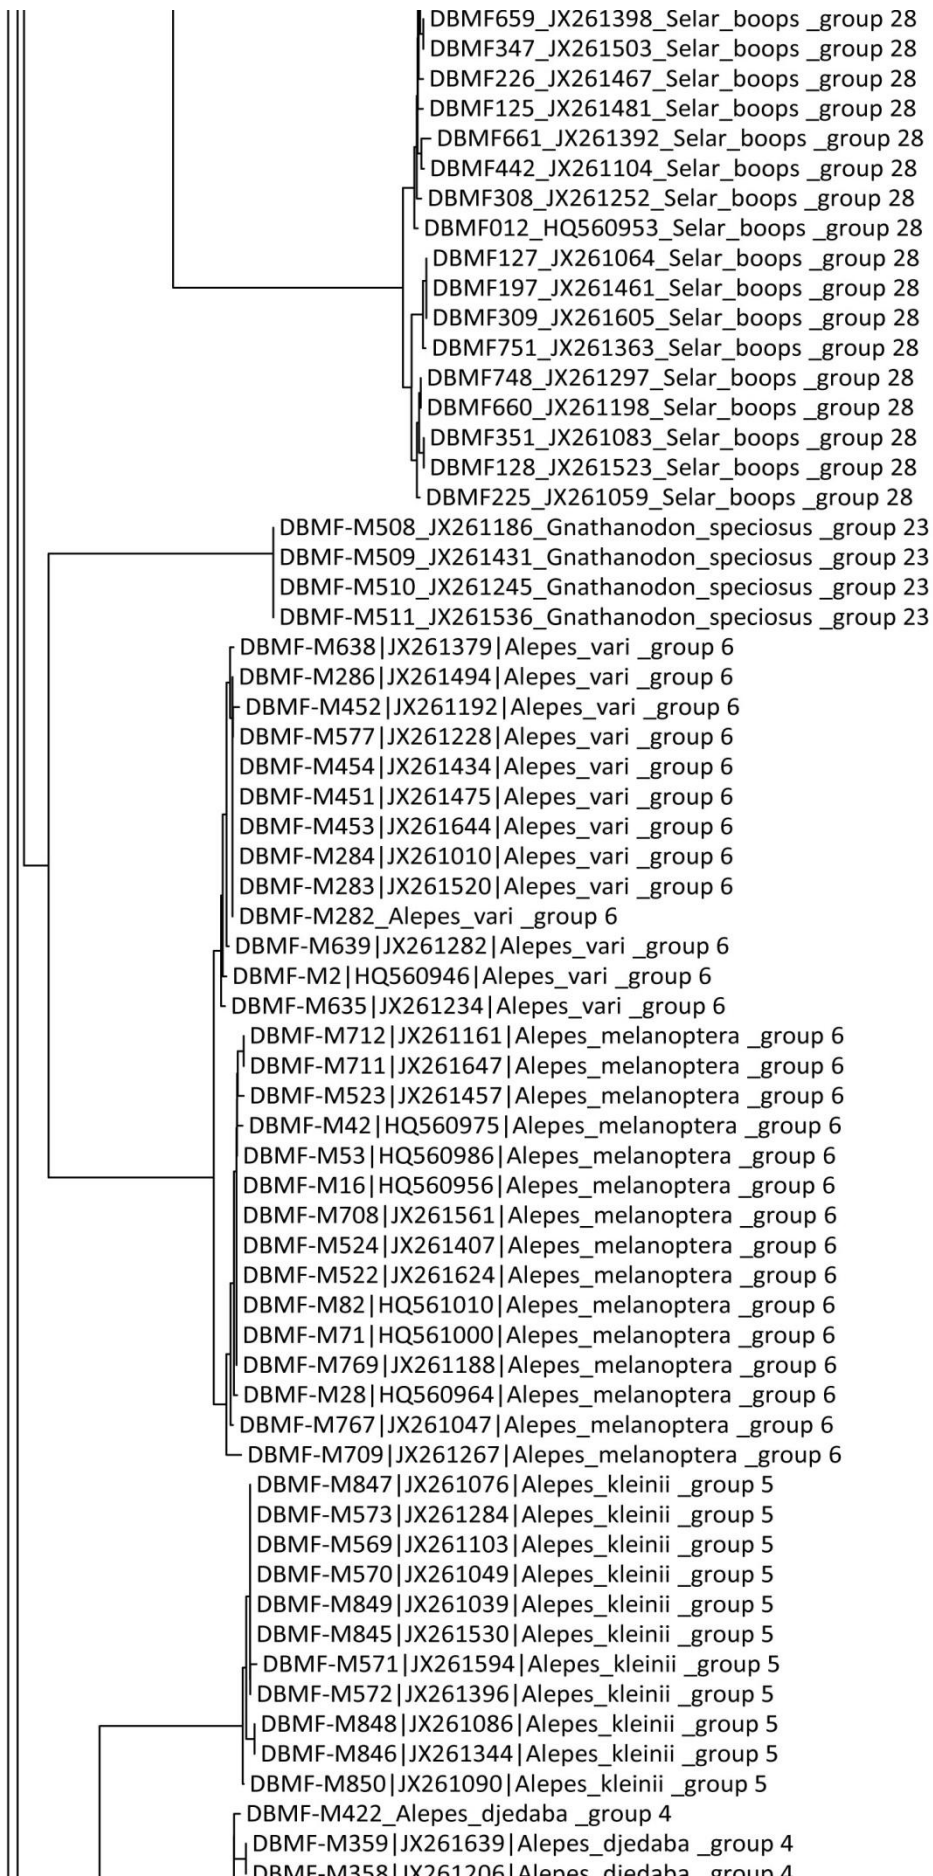 DBMF659_JX261398_Selar_boops _group 28
DBMF347_JX261503_Selar_boops _group 28
DBMF226_JX261467_Selar_boops _group 28
DBMF125_JX261481_Selar_boops _group 28
DBMF661_JX261392_Selar_boops _group 28
DBMF442_JX261104_Selar_boops _group 28
DBMF308_JX261252_Selar_boops _group 28
DBMF012_HQ560953_Selar_boops _group 28
DBMF127_JX261064_Selar_boops _group 28
DBMF197_JX261461_Selar_boops _group 28
DBMF309_JX261605_Selar_boops _group 28
DBMF751_JX261363_Selar_boops _group 28
DBMF748_JX261297_Selar_boops _group 28
DBMF660_JX261198_Selar_boops _group 28
DBMF351_JX261083_Selar_boops _group 28
DBMF128_JX261523_Selar_boops _group 28
DBMF225_JX261059_Selar_boops _group 28
DBMF-M508_JX261186_Gnathanodon_speciosus _group 23
DBMF-M509_JX261431_Gnathanodon_speciosus _group 23
DBMF-M510_JX261245_Gnathanodon_speciosus _group 23
DBMF-M511_JX261536_Gnathanodon_speciosus _group 23
DBMF-M638|JX261379|Alepes_vari _group 6
DBMF-M286|JX261494|Alepes_vari _group 6
DBMF-M452|JX261192|Alepes_vari _group 6
DBMF-M577|JX261228|Alepes_vari _group 6
DBMF-M454|JX261434|Alepes_vari _group 6
DBMF-M451|JX261475|Alepes_vari _group 6
DBMF-M453|JX261644|Alepes_vari _group 6
DBMF-M284|JX261010|Alepes_vari _group 6
DBMF-M283|JX261520|Alepes_vari _group 6
DBMF-M282_Alepes_vari _group 6
DBMF-M639|JX261282|Alepes_vari _group 6
DBMF-M2|HQ560946|Alepes_vari _group 6
DBMF-M635|JX261234|Alepes_vari _group 6
DBMF-M712|JX261161|Alepes_melanoptera _group 6
DBMF-M711|JX261647|Alepes_melanoptera _group 6
DBMF-M523|JX261457|Alepes_melanoptera _group 6
DBMF-M42|HQ560975|Alepes_melanoptera _group 6
DBMF-M53|HQ560986|Alepes_melanoptera _group 6
DBMF-M16|HQ560956|Alepes_melanoptera _group 6
DBMF-M708|JX261561|Alepes_melanoptera _group 6
DBMF-M524|JX261407|Alepes_melanoptera _group 6
DBMF-M522|JX261624|Alepes_melanoptera _group 6
DBMF-M82|HQ561010|Alepes_melanoptera _group 6
DBMF-M71|HQ561000|Alepes_melanoptera _group 6
DBMF-M769|JX261188|Alepes_melanoptera _group 6
DBMF-M28|HQ560964|Alepes_melanoptera _group 6
DBMF-M767|JX261047|Alepes_melanoptera _group 6
DBMF-M709|JX261267|Alepes_melanoptera _group 6
DBMF-M847|JX261076|Alepes_kleinii _group 5
DBMF-M573|JX261284|Alepes_kleinii _group 5
DBMF-M569|JX261103|Alepes_kleinii _group 5
DBMF-M570|JX261049|Alepes_kleinii _group 5
DBMF-M849|JX261039|Alepes_kleinii _group 5
DBMF-M845|JX261530|Alepes_kleinii _group 5
DBMF-M571|JX261594|Alepes_kleinii _group 5
DBMF-M572|JX261396|Alepes_kleinii _group 5
DBMF-M848|JX261086|Alepes_kleinii _group 5
DBMF-M846|JX261344|Alepes_kleinii _group 5
DBMF-M850|JX261090|Alepes_kleinii _group 5
DBMF-M422_Alepes_djedaba _group 4
DBMF-M359|JX261639|Alepes_djedaba _group 4
DBMF-M358|JX261206|Alepes_djedaba _group 4